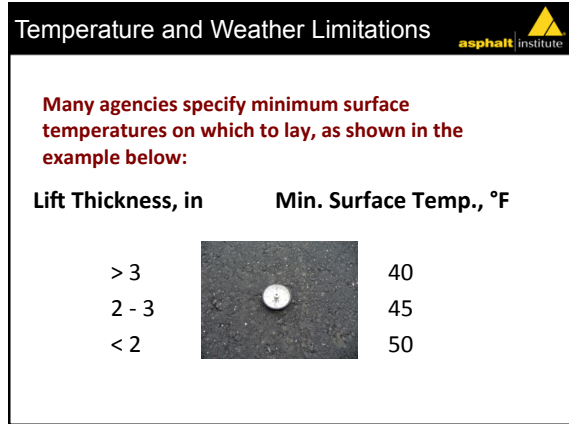 Temperature and Weather Limitations
asphalt institute
Many agencies specify minimum surface
temperatures on which to lay, as shown in the
example below:
Lift Thickness, in Min. Surface Temp., °F
> 3 40
2 - 3 45
< 2 50